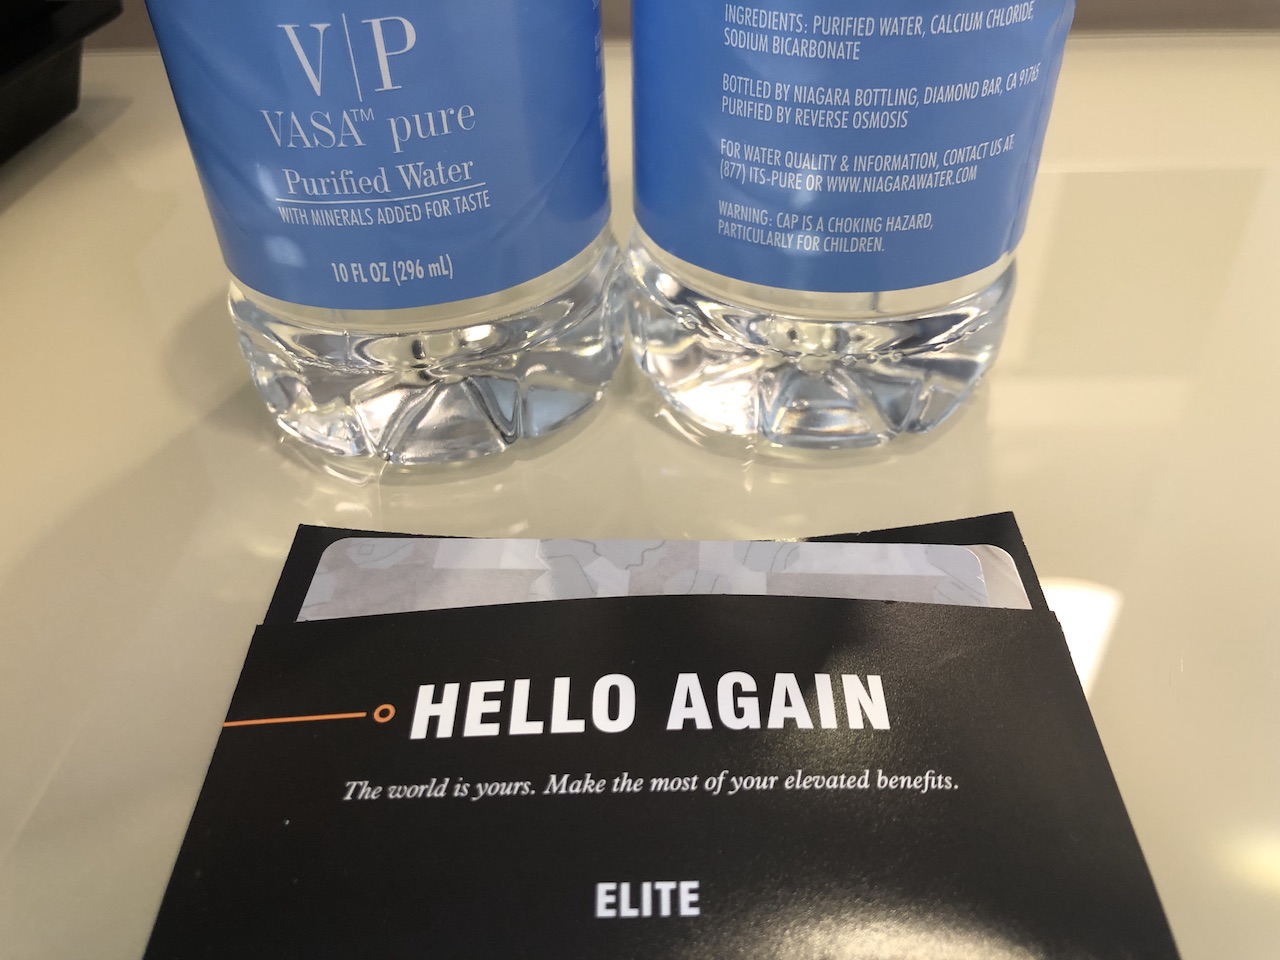 V|P
VASA™ pure
Purified Water
WITH MINERALS ADDED FOR TASTE
10 FL OZ (296 mL)
INGREDIENTS: PURIFIED WATER, CALCIUM CHLORIDE,
SODIUM BICARBONATE
BOTTLED BY NIAGARA BOTTLING, DIAMOND BAR, CA 91765
PURIFIED BY REVERSE OSMOSIS
FOR WATER QUALITY & INFORMATION, CONTACT US AT:
(877) ITS-PURE OR WWW.NIAGARAWATER.COM
WARNING: CAP IS A CHOKING HAZARD,
PARTICULARLY FOR CHILDREN.
HELLO AGAIN
The world is yours. Make the most of your elevated benefits.
ELITE